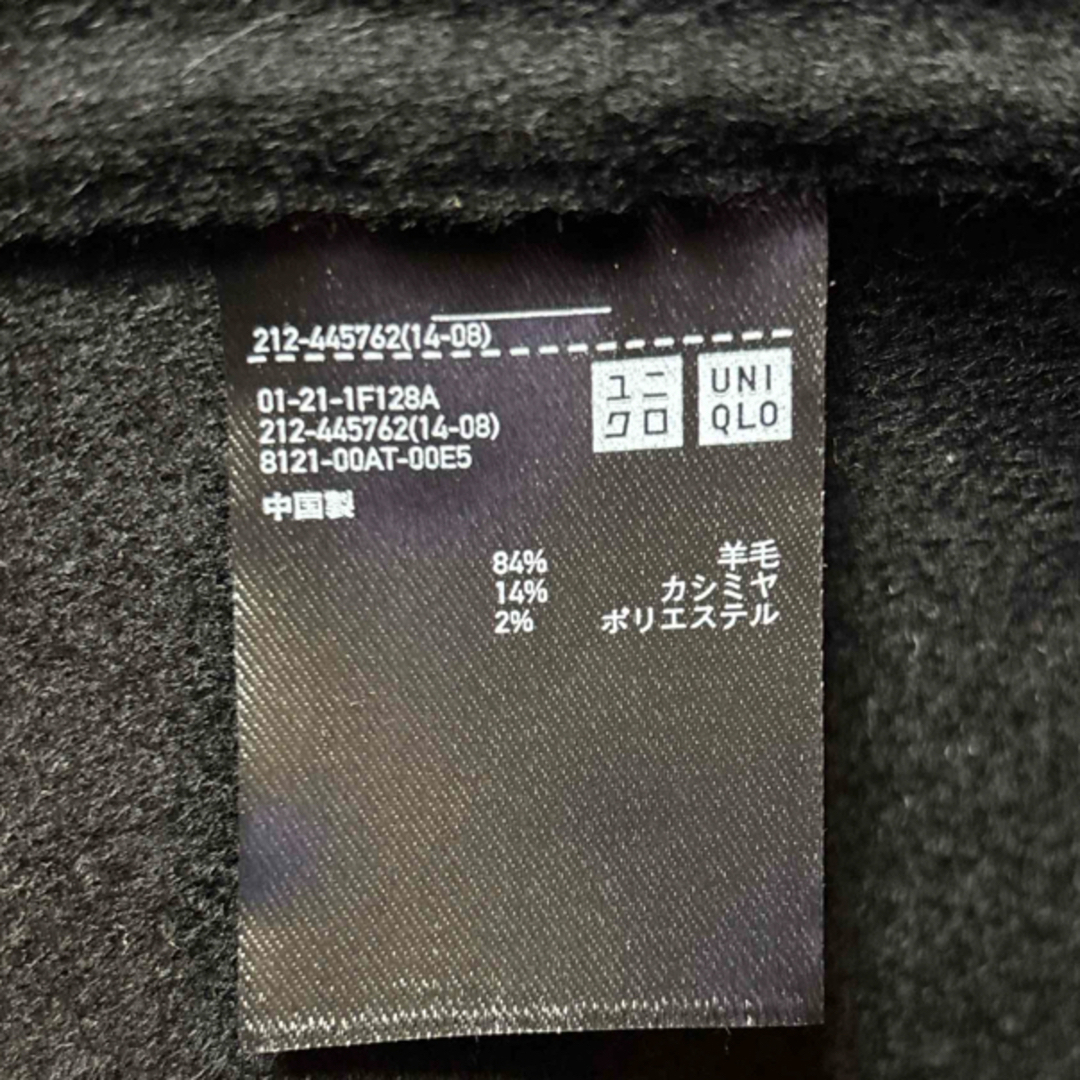 212-445762(14-08)
01-21-1F128A
212-445762(14-08)
8121-00AT-00E5
中国製
ユニ
クロ
UNI
QLO
84% 羊毛
14% カシミヤ
2% ポリエステル